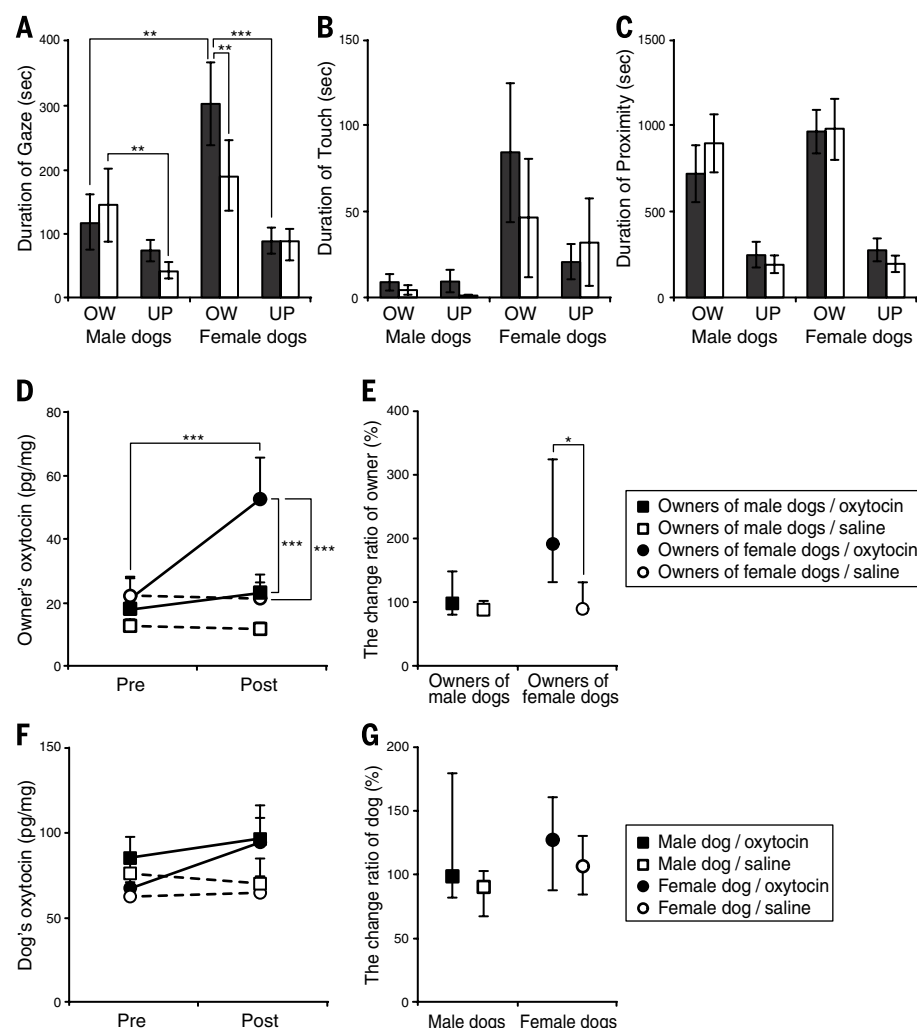 A
Duration of Gaze (sec)
400
300
200
100
0
**
**
***
**
OW UP OW UP
Male dogs Female dogs
B
Duration of Touch (sec)
150
100
50
0
OW UP OW UP
Male dogs Female dogs
C
Duration of Proximity (sec)
1500
1000
500
0
OW UP OW UP
Male dogs Female dogs
D
Owner's oxytocin (pg/mg)
80
60
40
20
0
***
***
***
Pre Post
E
The change ratio of owner (%)
400
300
200
100
0
*
Owners of Owners of
male dogs female dogs
Owners of male dogs / oxytocin
Owners of male dogs / saline
Owners of female dogs / oxytocin
Owners of female dogs / saline
F
Dog's oxytocin (pg/mg)
150
100
50
0
Pre Post
G
The change ratio of dog (%)
200
150
100
50
0
Male dogs Female dogs
Male dog / oxytocin
Male dog / saline
Female dog / oxytocin
Female dog / saline